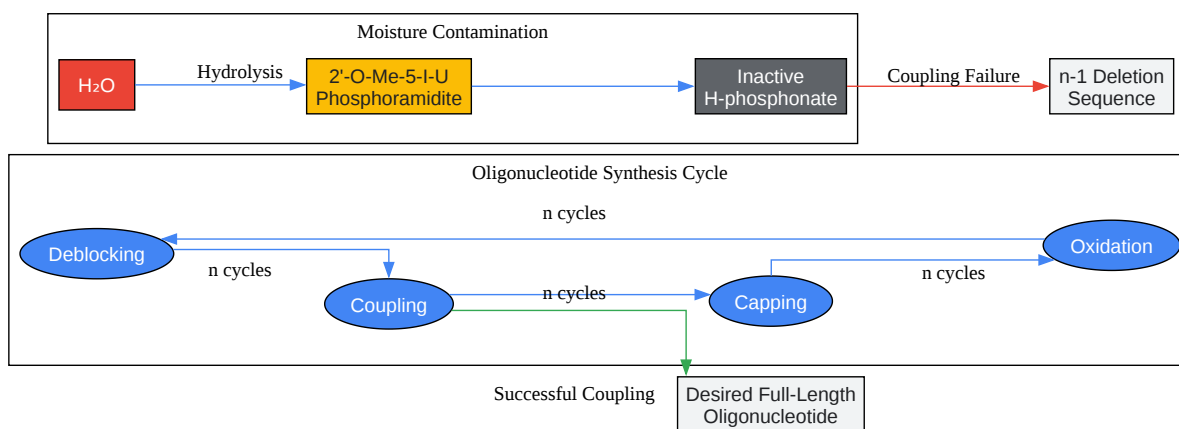 Moisture Contamination
H₂O
Hydrolysis
2'-O-Me-5-I-U
Phosphoramidite
Inactive
H-phosphonate
Coupling Failure
n-1 Deletion
Sequence
Oligonucleotide Synthesis Cycle
n cycles
Deblocking
Oxidation
n cycles
n cycles
Coupling
n cycles
Capping
Successful Coupling
Desired Full-Length
Oligonucleotide